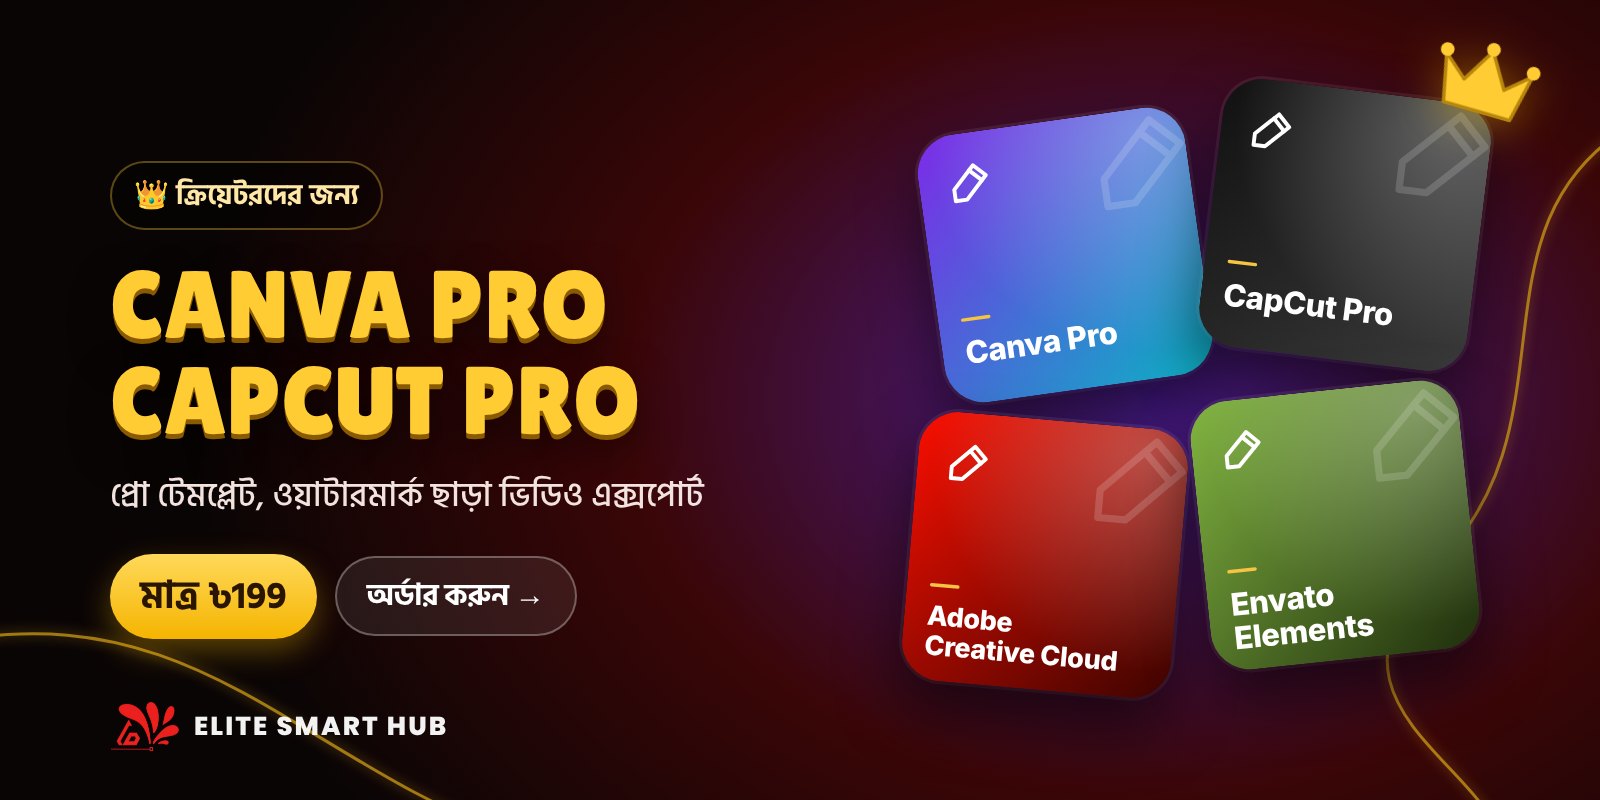 👑 ক্রিয়েটরদের জন্য
CANVA PRO
CAPCUT PRO
প্রো টেমপ্লেট, ওয়াটারমার্ক ছাড়া ভিডিও এক্সপোর্ট
মাত্র ৳199
অর্ডার করুন →
ELITE SMART HUB
Canva Pro
CapCut Pro
Adobe
Creative Cloud
Envato
Elements